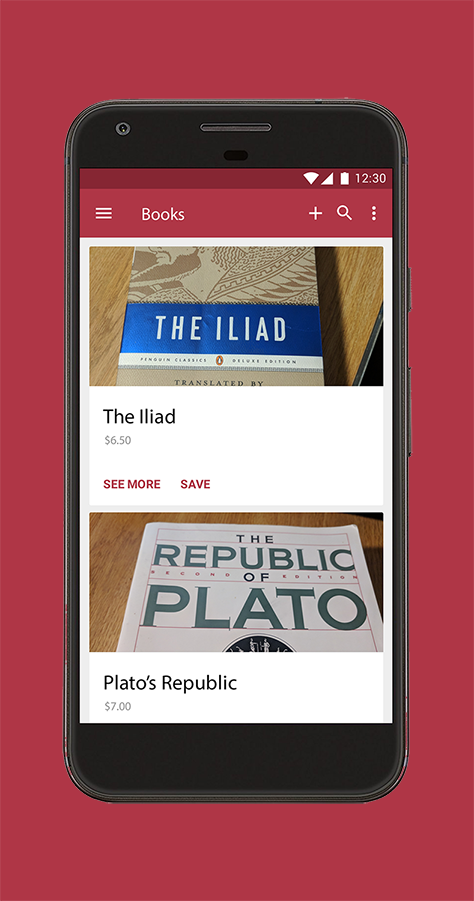 12:30
Books
THE ILIAD
PENGUIN CLASSICS DELUXE EDITION
TRANSLATED BY
The Iliad
$6.50
SEE MORE SAVE
THE
REPUBLIC
SECOND EDITION
OF
PLATO
Plato’s Republic
$7.00